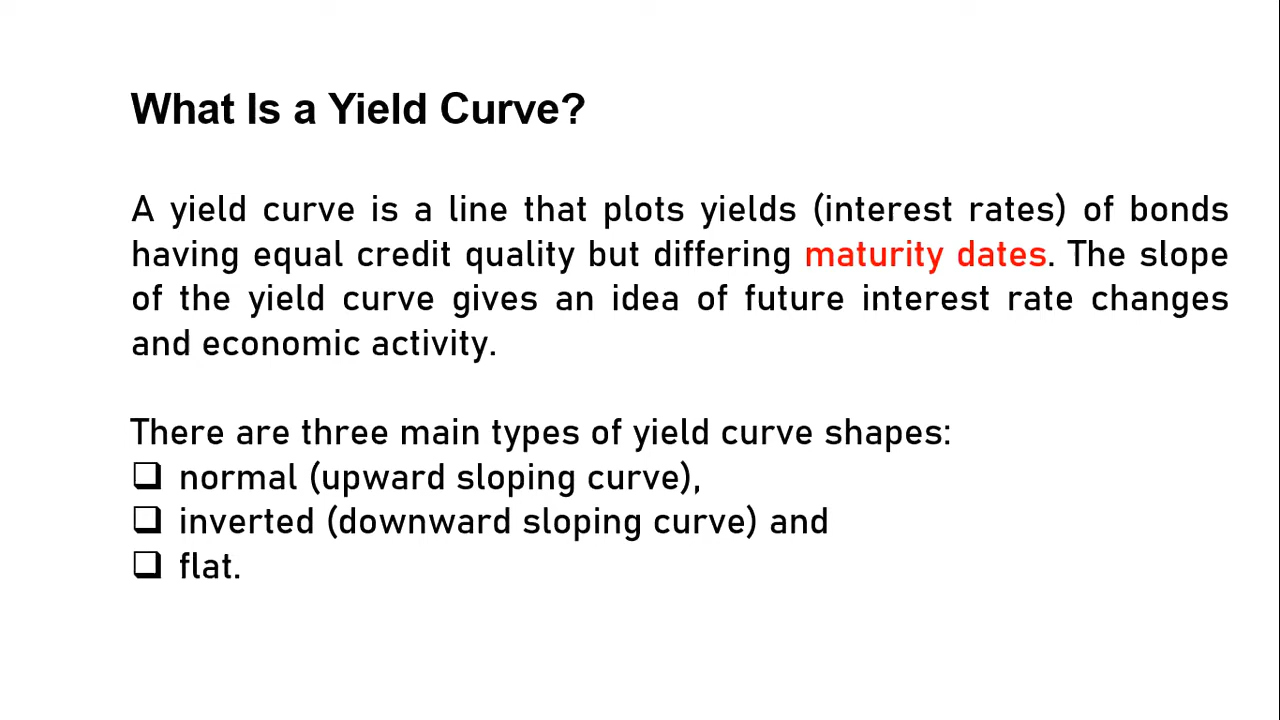 What Is a Yield Curve?
A yield curve is a line that plots yields (interest rates) of bonds
having equal credit quality but differing maturity dates. The slope
of the yield curve gives an idea of future interest rate changes
and economic activity.
There are three main types of yield curve shapes:
❑ normal (upward sloping curve),
❑ inverted (downward sloping curve) and
❑ flat.